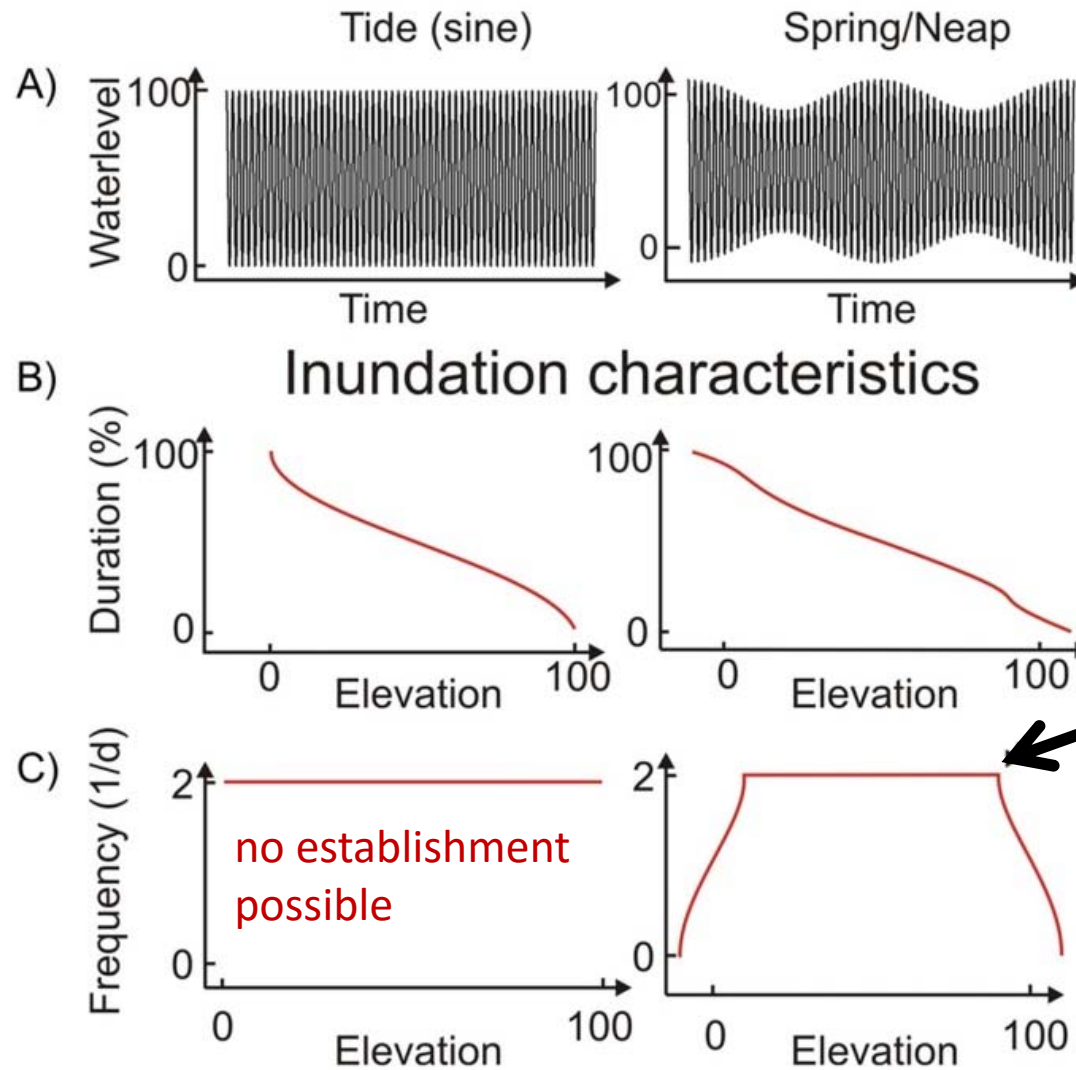 Tide (sine)
Spring/Neap
A)
Waterlevel
100
0
Time
100
0
Time
B)
Inundation characteristics
Duration (%)
100
0
0
100
Elevation
100
0
0
100
Elevation
C)
Frequency (1/d)
2
no establishment
possible
0
0
100
Elevation
2
0
0
100
Elevation